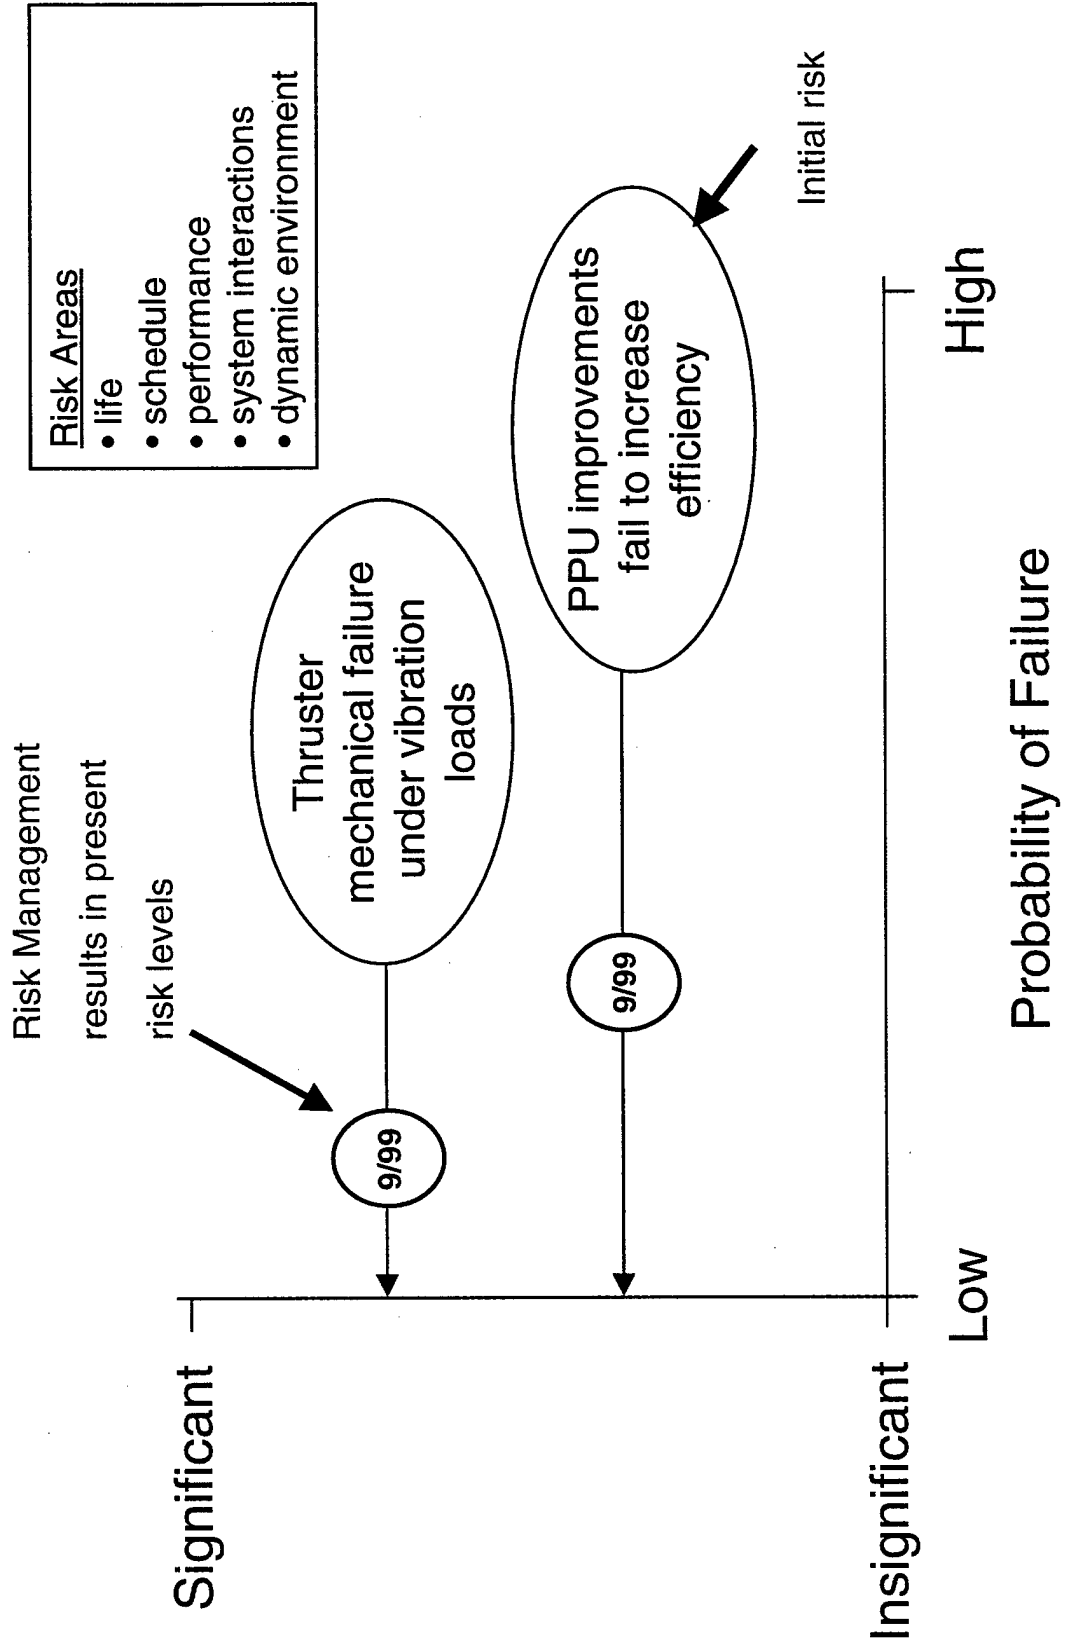 Risk Management
results in present
risk levels
Risk Areas
• life
• schedule
• performance
• system interactions
• dynamic environment
Significant
Thruster
mechanical failure
under vibration
loads
9/99
PPU improvements
fail to increase
efficiency
9/99
Initial risk
Insignificant
Low
High
Probability of Failure